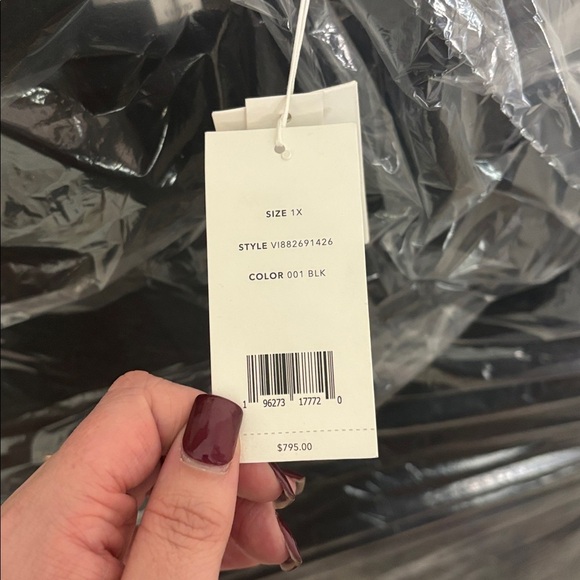 SIZE 1X
STYLE VI882691426
COLOR 001 BLK
1 96273 17772 0
$795.00